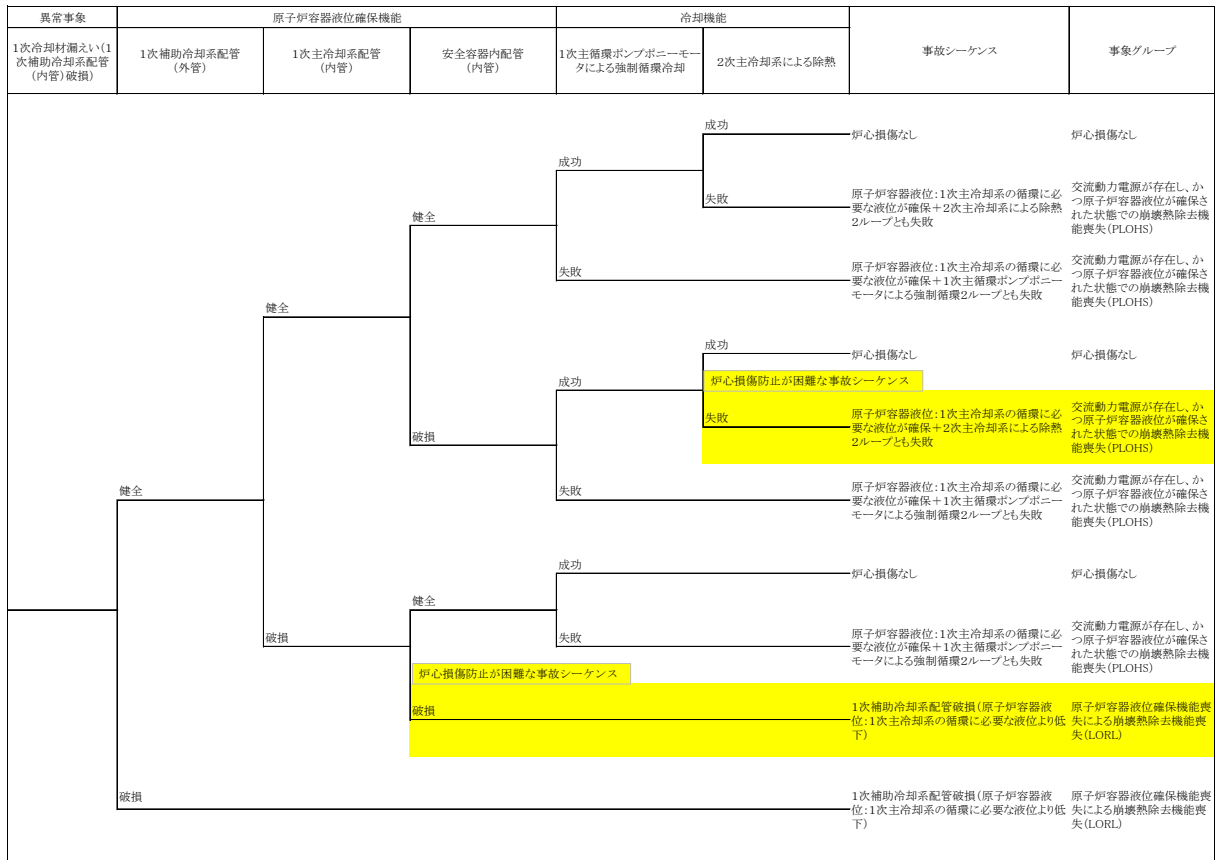 異常事象
原子炉容器液位確保機能
冷却機能
事故シーケンス
事象グループ
1次冷却材漏えい(1
次補助冷却系配管
(内管)破損)
1次補助冷却系配管
(外管)
1次主冷却系配管
(内管)
安全容器内配管
(内管)
1次主循環ポンプポニーモー
タによる強制循環冷却
2次主冷却系による除熱
成功
炉心損傷なし
炉心損傷なし
成功
失敗
原子炉容器液位:1次主冷却系の循環に必
要な液位が確保+2次主冷却系による除熱
2ループとも失敗
交流動力電源が存在し、か
つ原子炉容器液位が確保さ
れた状態での崩壊熱除去機
能喪失(PLOHS)
健全
失敗
原子炉容器液位:1次主冷却系の循環に必
要な液位が確保+1次主循環ポンプポニー
モータによる強制循環2ループとも失敗
交流動力電源が存在し、か
つ原子炉容器液位が確保さ
れた状態での崩壊熱除去機
能喪失(PLOHS)
健全
成功
炉心損傷なし
炉心損傷なし
成功
炉心損傷防止が困難な事故シーケンス
失敗
原子炉容器液位:1次主冷却系の循環に必
要な液位が確保+2次主冷却系による除熱
2ループとも失敗
交流動力電源が存在し、か
つ原子炉容器液位が確保さ
れた状態での崩壊熱除去機
能喪失(PLOHS)
破損
健全
失敗
原子炉容器液位:1次主冷却系の循環に必
要な液位が確保+1次主循環ポンプポニー
モータによる強制循環2ループとも失敗
交流動力電源が存在し、か
つ原子炉容器液位が確保さ
れた状態での崩壊熱除去機
能喪失(PLOHS)
成功
炉心損傷なし
炉心損傷なし
健全
破損
失敗
原子炉容器液位:1次主冷却系の循環に必
要な液位が確保+1次主循環ポンプポニー
モータによる強制循環2ループとも失敗
交流動力電源が存在し、か
つ原子炉容器液位が確保さ
れた状態での崩壊熱除去機
能喪失(PLOHS)
炉心損傷防止が困難な事故シーケンス
破損
1次補助冷却系配管破損(原子炉容器液
位:1次主冷却系の循環に必要な液位より低
下)
原子炉容器液位確保機能喪
失による崩壊熱除去機能喪
失(LORL)
破損
1次補助冷却系配管破損(原子炉容器液
位:1次主冷却系の循環に必要な液位より低
下)
原子炉容器液位確保機能喪
失による崩壊熱除去機能喪
失(LORL)